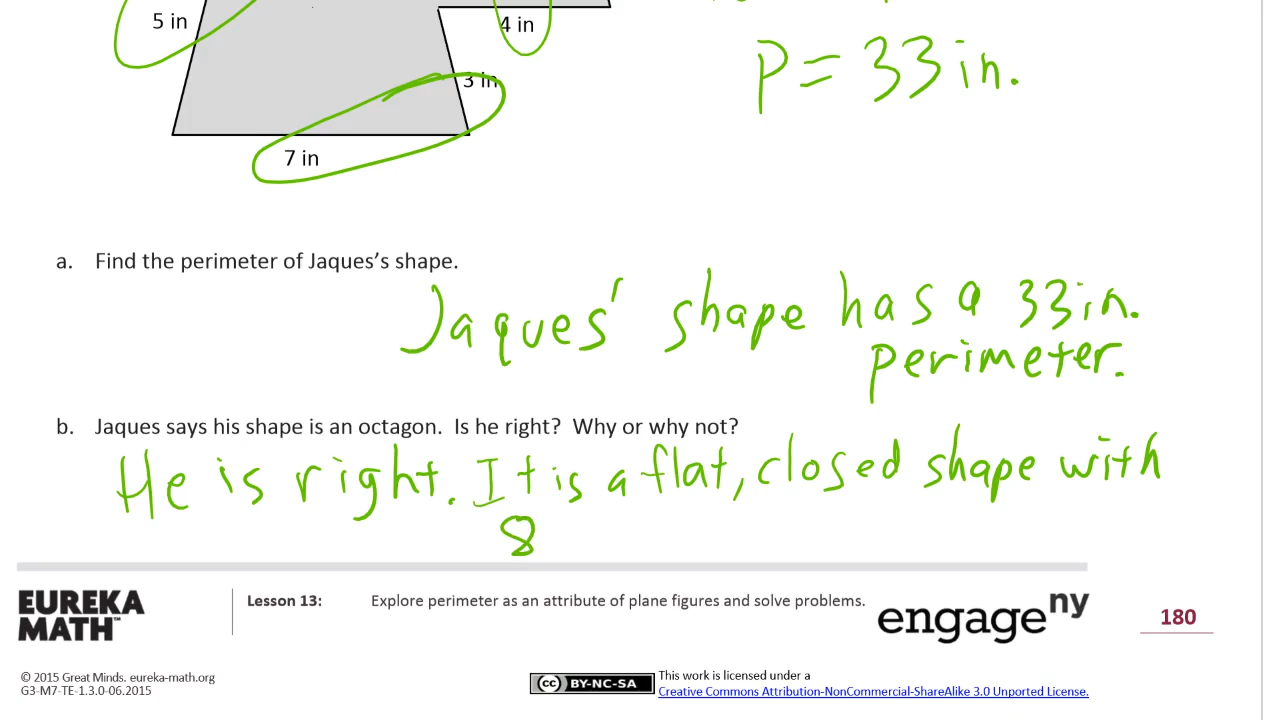 5 in
4 in
P = 33 in.
3 in
7 in
a. Find the perimeter of Jaques's shape.
Jaques' shape has a 33 in.
perimeter.
b. Jaques says his shape is an octagon. Is he right? Why or why not?
He is right. It is a flat, closed shape with
8
EUREKA
MATH™
Lesson 13: Explore perimeter as an attribute of plane figures and solve problems.
engage ny
180
© 2015 Great Minds. eureka-math.org
G3-M7-TE-1.3.0-06.2015
cc BY-NC-SA
This work is licensed under a
Creative Commons Attribution-NonCommercial-ShareAlike 3.0 Unported License.